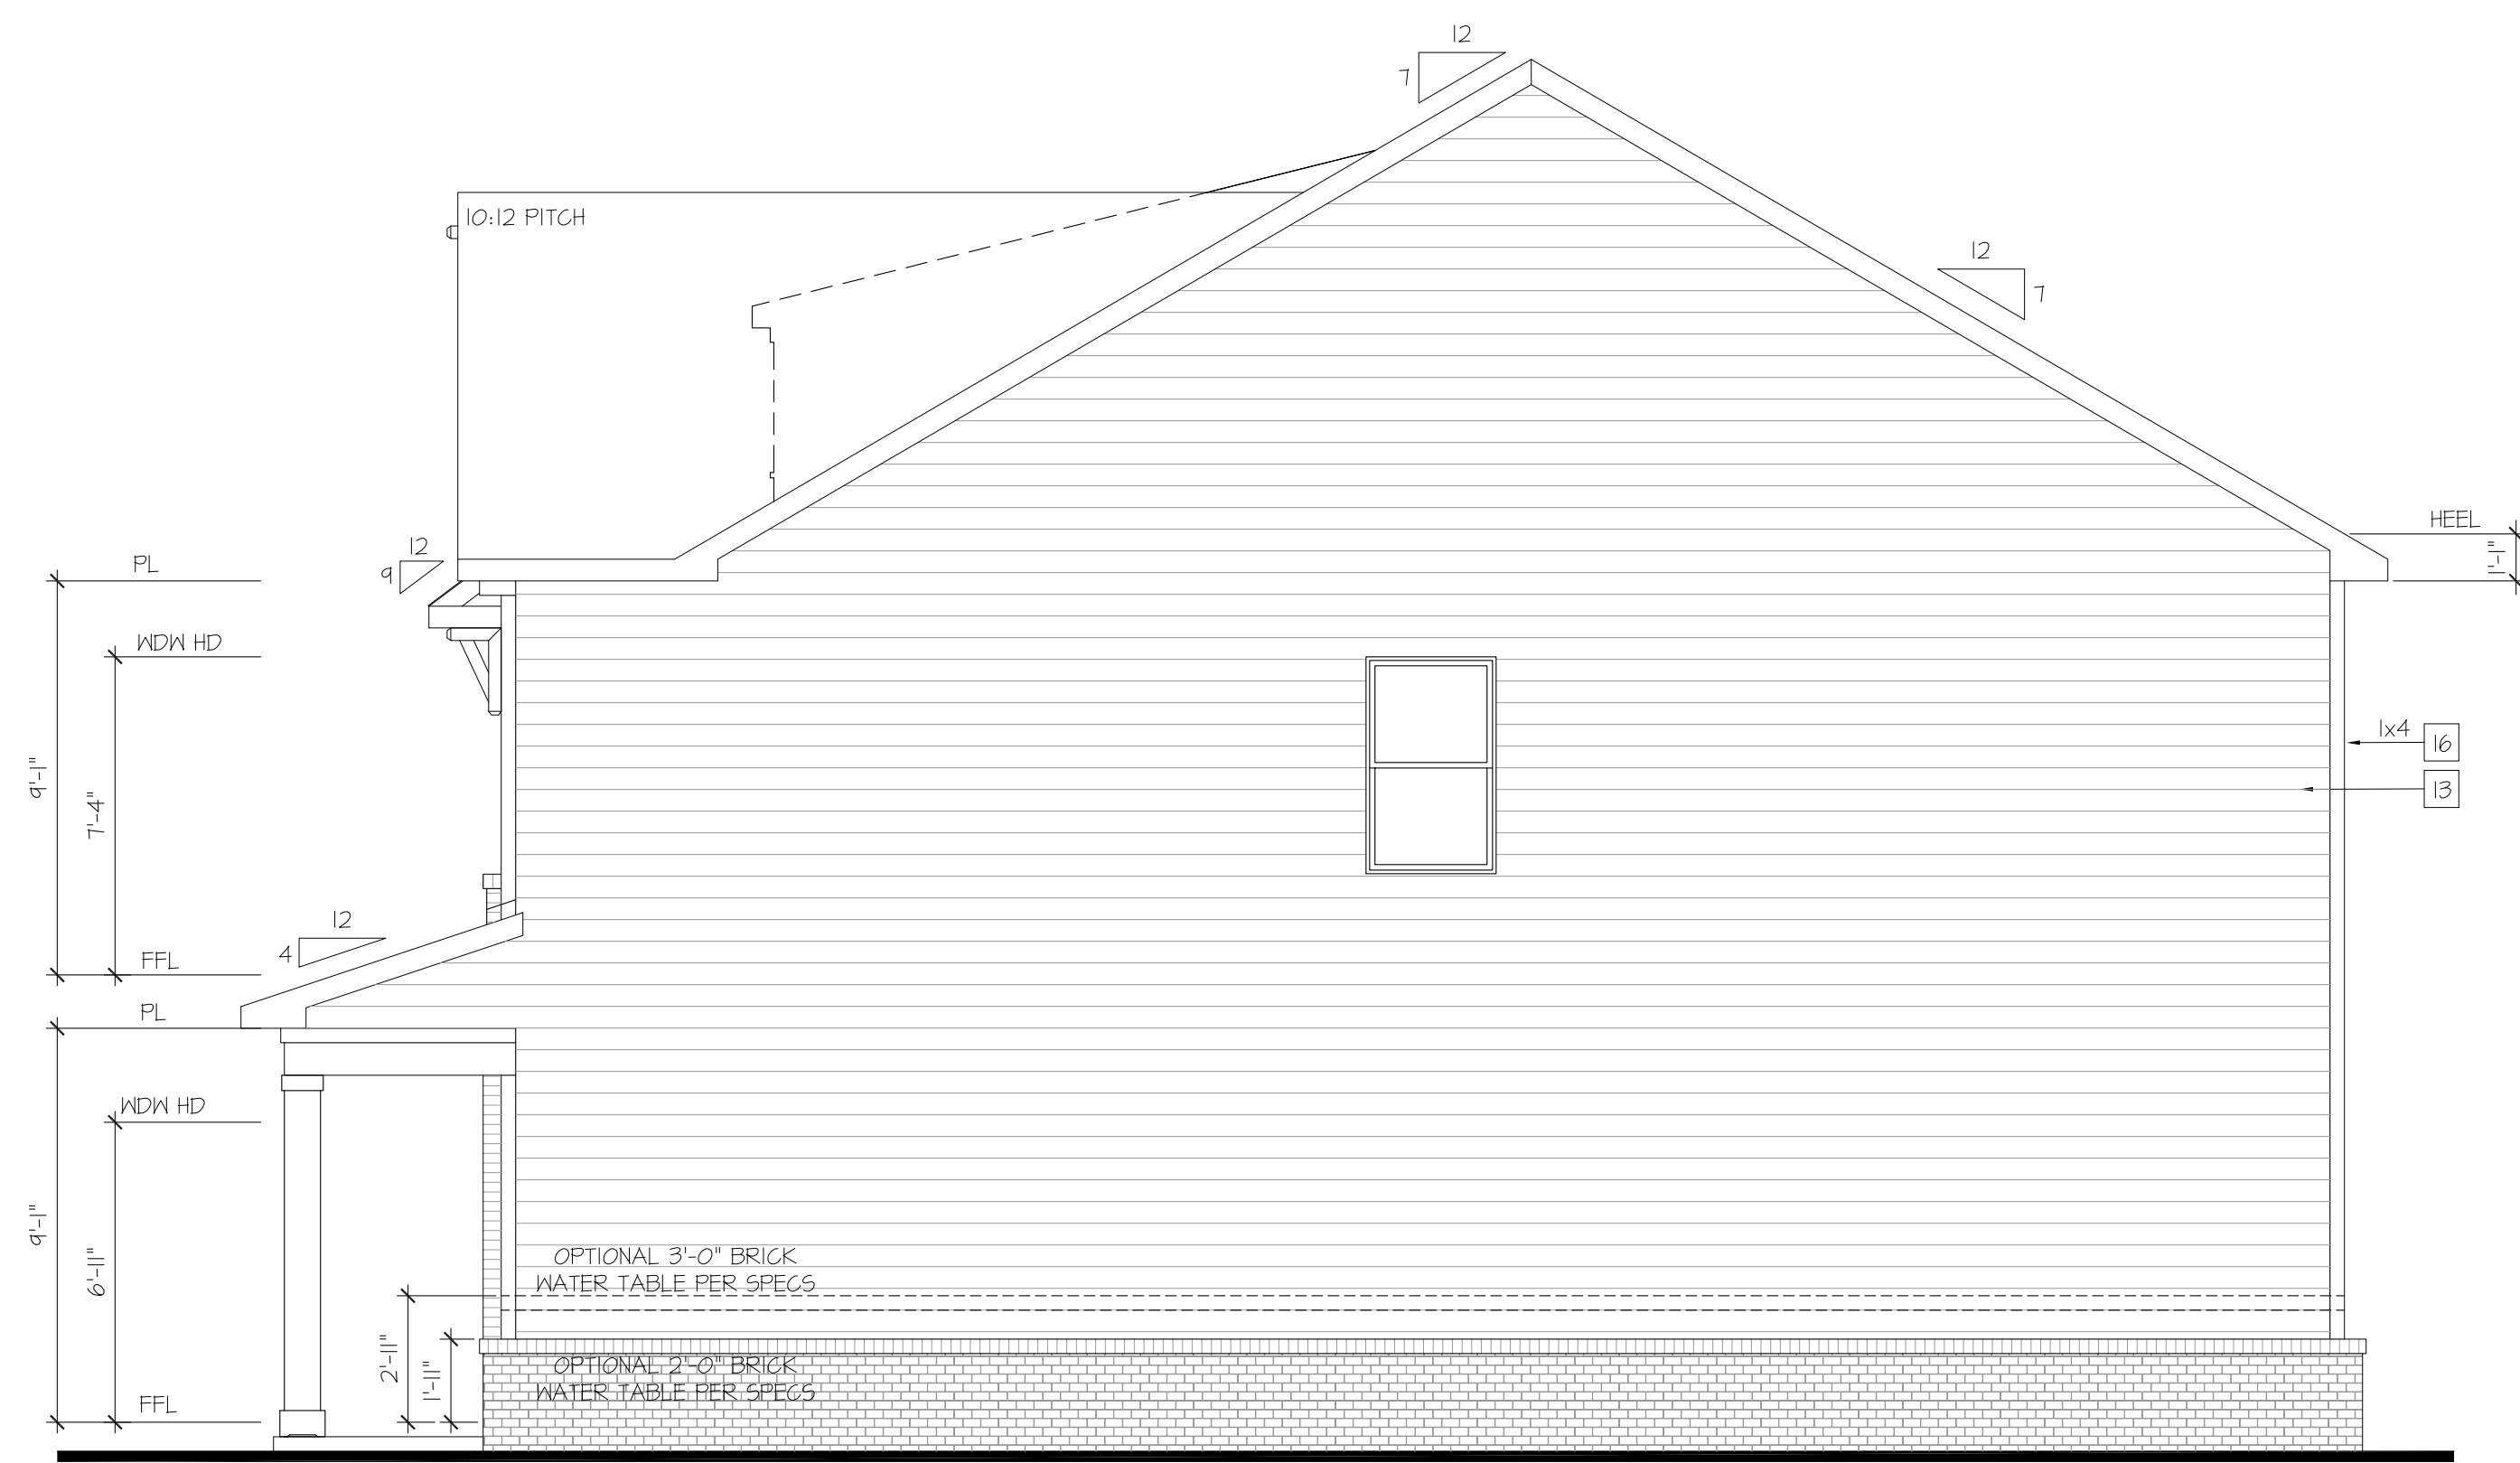 12
7
10:12 PITCH
12
7
HEEL
1'-1"
12
9
PL
WDW HD
1x4
16
13
9'-1"
7'-4"
12
4
FFL
PL
WDW HD
9'-1"
6'-11"
OPTIONAL 3'-0" BRICK
WATER TABLE PER SPECS
2'-11"
1'-11"
OPTIONAL 2'-0" BRICK
WATER TABLE PER SPECS
FFL